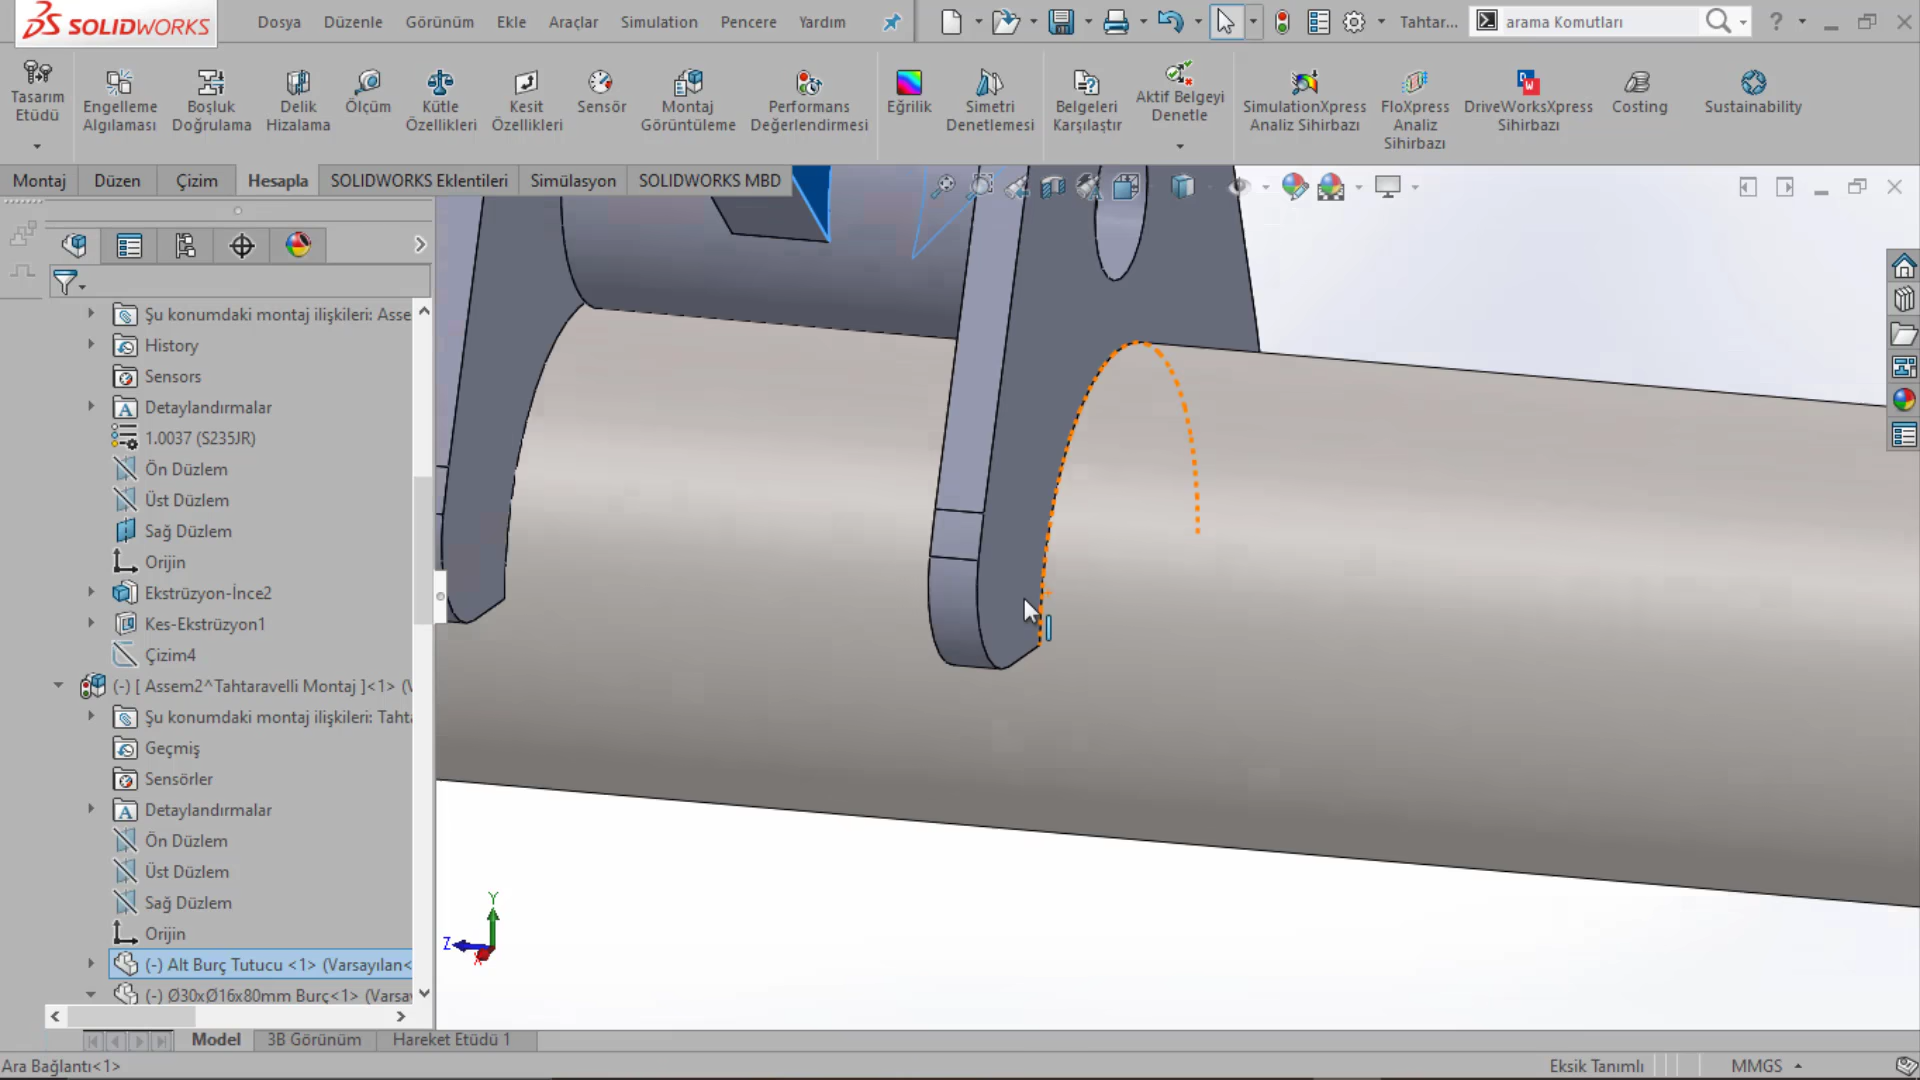 SOLIDWORKS
Dosya Düzenle Görünüm Ekle Araçlar Simulation Pencere Yardım
Tahtar... arama Komutları
Tasarım Etüdü
Engelleme Algılaması
Boşluk Doğrulama
Delik Hizalama
Ölçüm
Kütle Özellikleri
Kesit Özellikleri
Sensör
Montaj Görüntüleme
Performans Değerlendirmesi
Eğrilik
Simetri Denetlemesi
Belgeleri Karşılaştır
Aktif Belgeyi Denetle
SimulationXpress Analiz Sihirbazı
FloXpress Analiz Sihirbazı
DriveWorksXpress Sihirbazı
Costing
Sustainability
Montaj Düzen Çizim Hesapla SOLIDWORKS Eklentileri Simülasyon SOLIDWORKS MBD
Şu konumdaki montaj ilişkileri: Asse
History
Sensors
Detaylandırmalar
1.0037 (S235JR)
Ön Düzlem
Üst Düzlem
Sağ Düzlem
Orijin
Ekstrüzyon-İnce2
Kes-Ekstrüzyon1
Çizim4
(-) [ Assem2^Tahtaravelli Montaj ]<1> (V
Şu konumdaki montaj ilişkileri: Taht
Geçmiş
Sensörler
Detaylandırmalar
Ön Düzlem
Üst Düzlem
Sağ Düzlem
Orijin
(-) Alt Burç Tutucu <1> (Varsayılan<
(-) Ø30xØ16x80mm Burç<1> (Varsa
Y
Z
X
Model 3B Görünüm Hareket Etüdü 1
Ara Bağlantı<1> Eksik Tanımlı MMGS